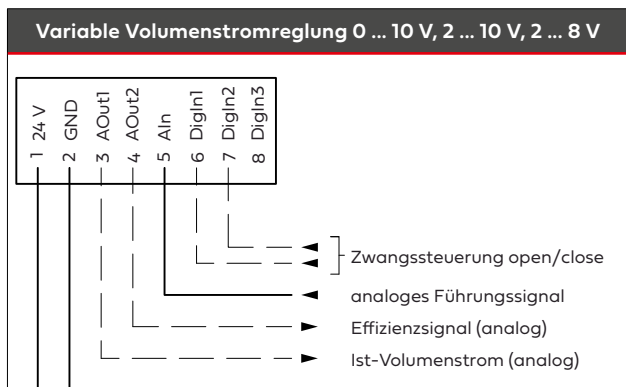 Variable Volumenstromreglung 0 ... 10 V, 2 ... 10 V, 2 ... 8 V
1 24 V
2 GND
3 AOut1
4 AOut2
5 AIn
6 DigIn1
7 DigIn2
8 DigIn3
Zwangssteuerung open/close
analoges Führungssignal
Effizienzsignal (analog)
Ist-Volumenstrom (analog)